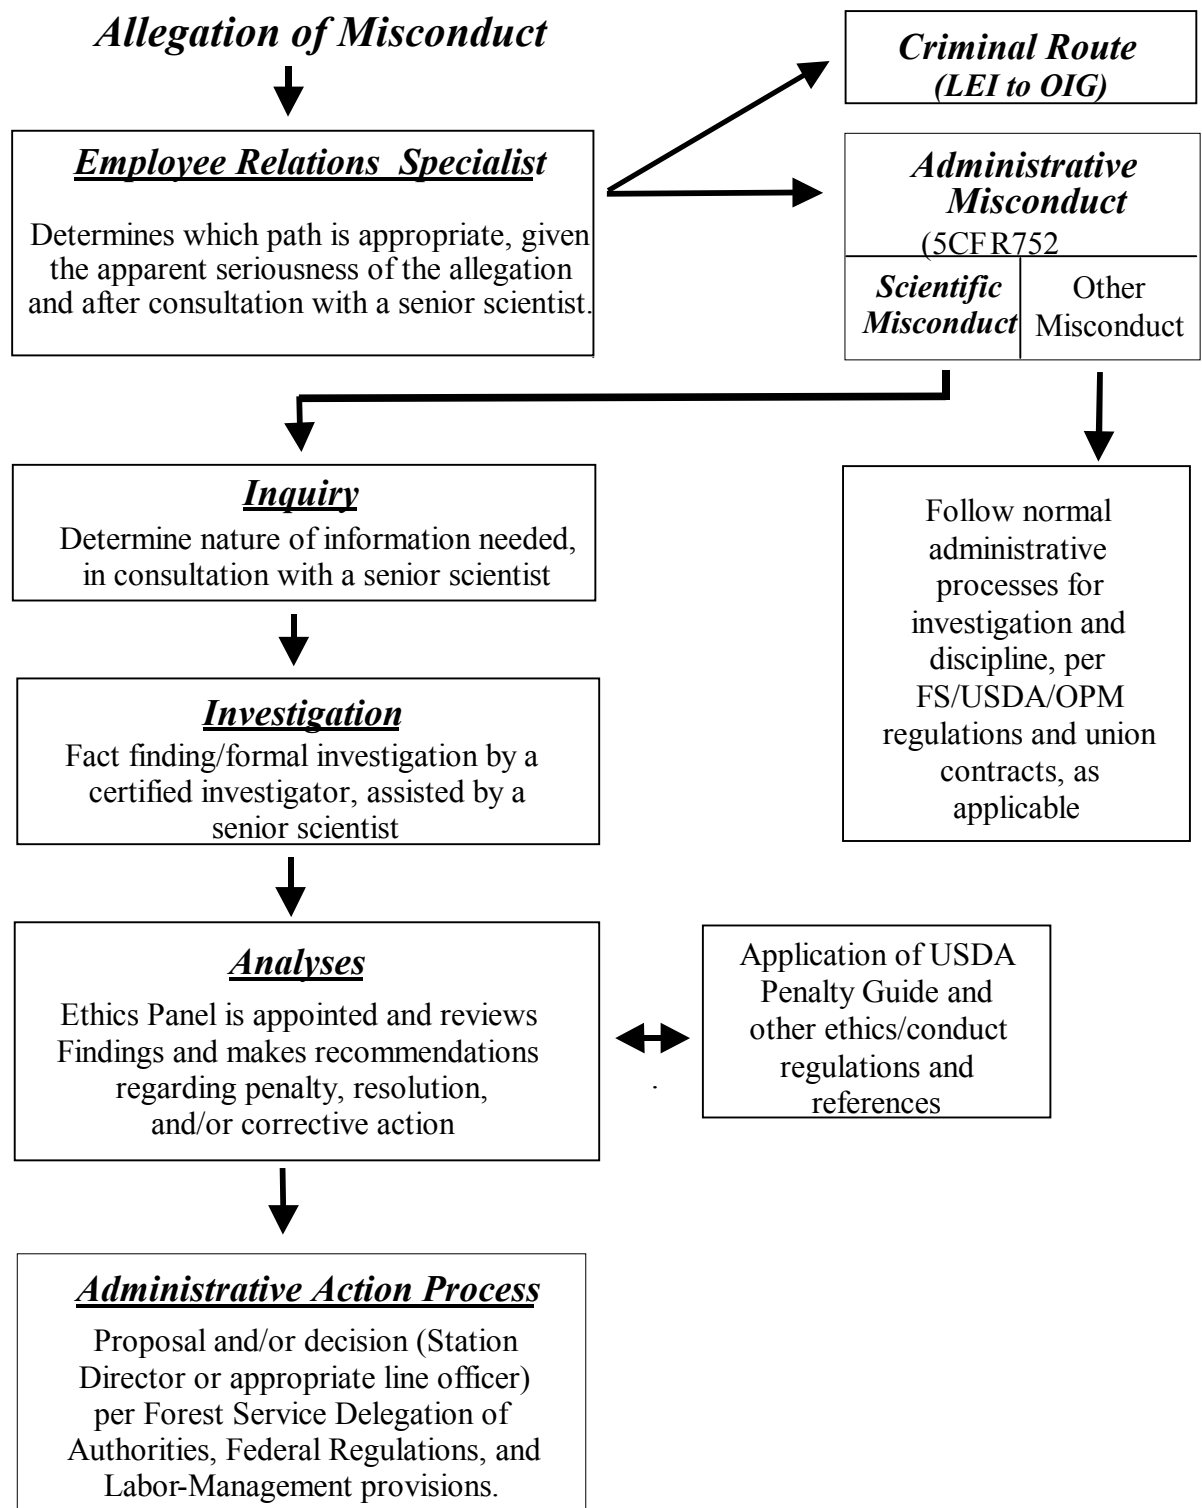 Allegation of Misconduct
Criminal Route
(LEI to OIG)
Employee Relations Specialist
Determines which path is appropriate, given
the apparent seriousness of the allegation
and after consultation with a senior scientist.
Administrative
Misconduct
(5CFR752
Scientific
Misconduct
Other
Misconduct
Inquiry
Determine nature of information needed,
in consultation with a senior scientist
Follow normal
administrative
processes for
investigation and
discipline, per
FS/USDA/OPM
regulations and union
contracts, as
applicable
Investigation
Fact finding/formal investigation by a
certified investigator, assisted by a
senior scientist
Analyses
Ethics Panel is appointed and reviews
Findings and makes recommendations
regarding penalty, resolution,
and/or corrective action
Application of USDA
Penalty Guide and
other ethics/conduct
regulations and
references
Administrative Action Process
Proposal and/or decision (Station
Director or appropriate line officer)
per Forest Service Delegation of
Authorities, Federal Regulations, and
Labor-Management provisions.